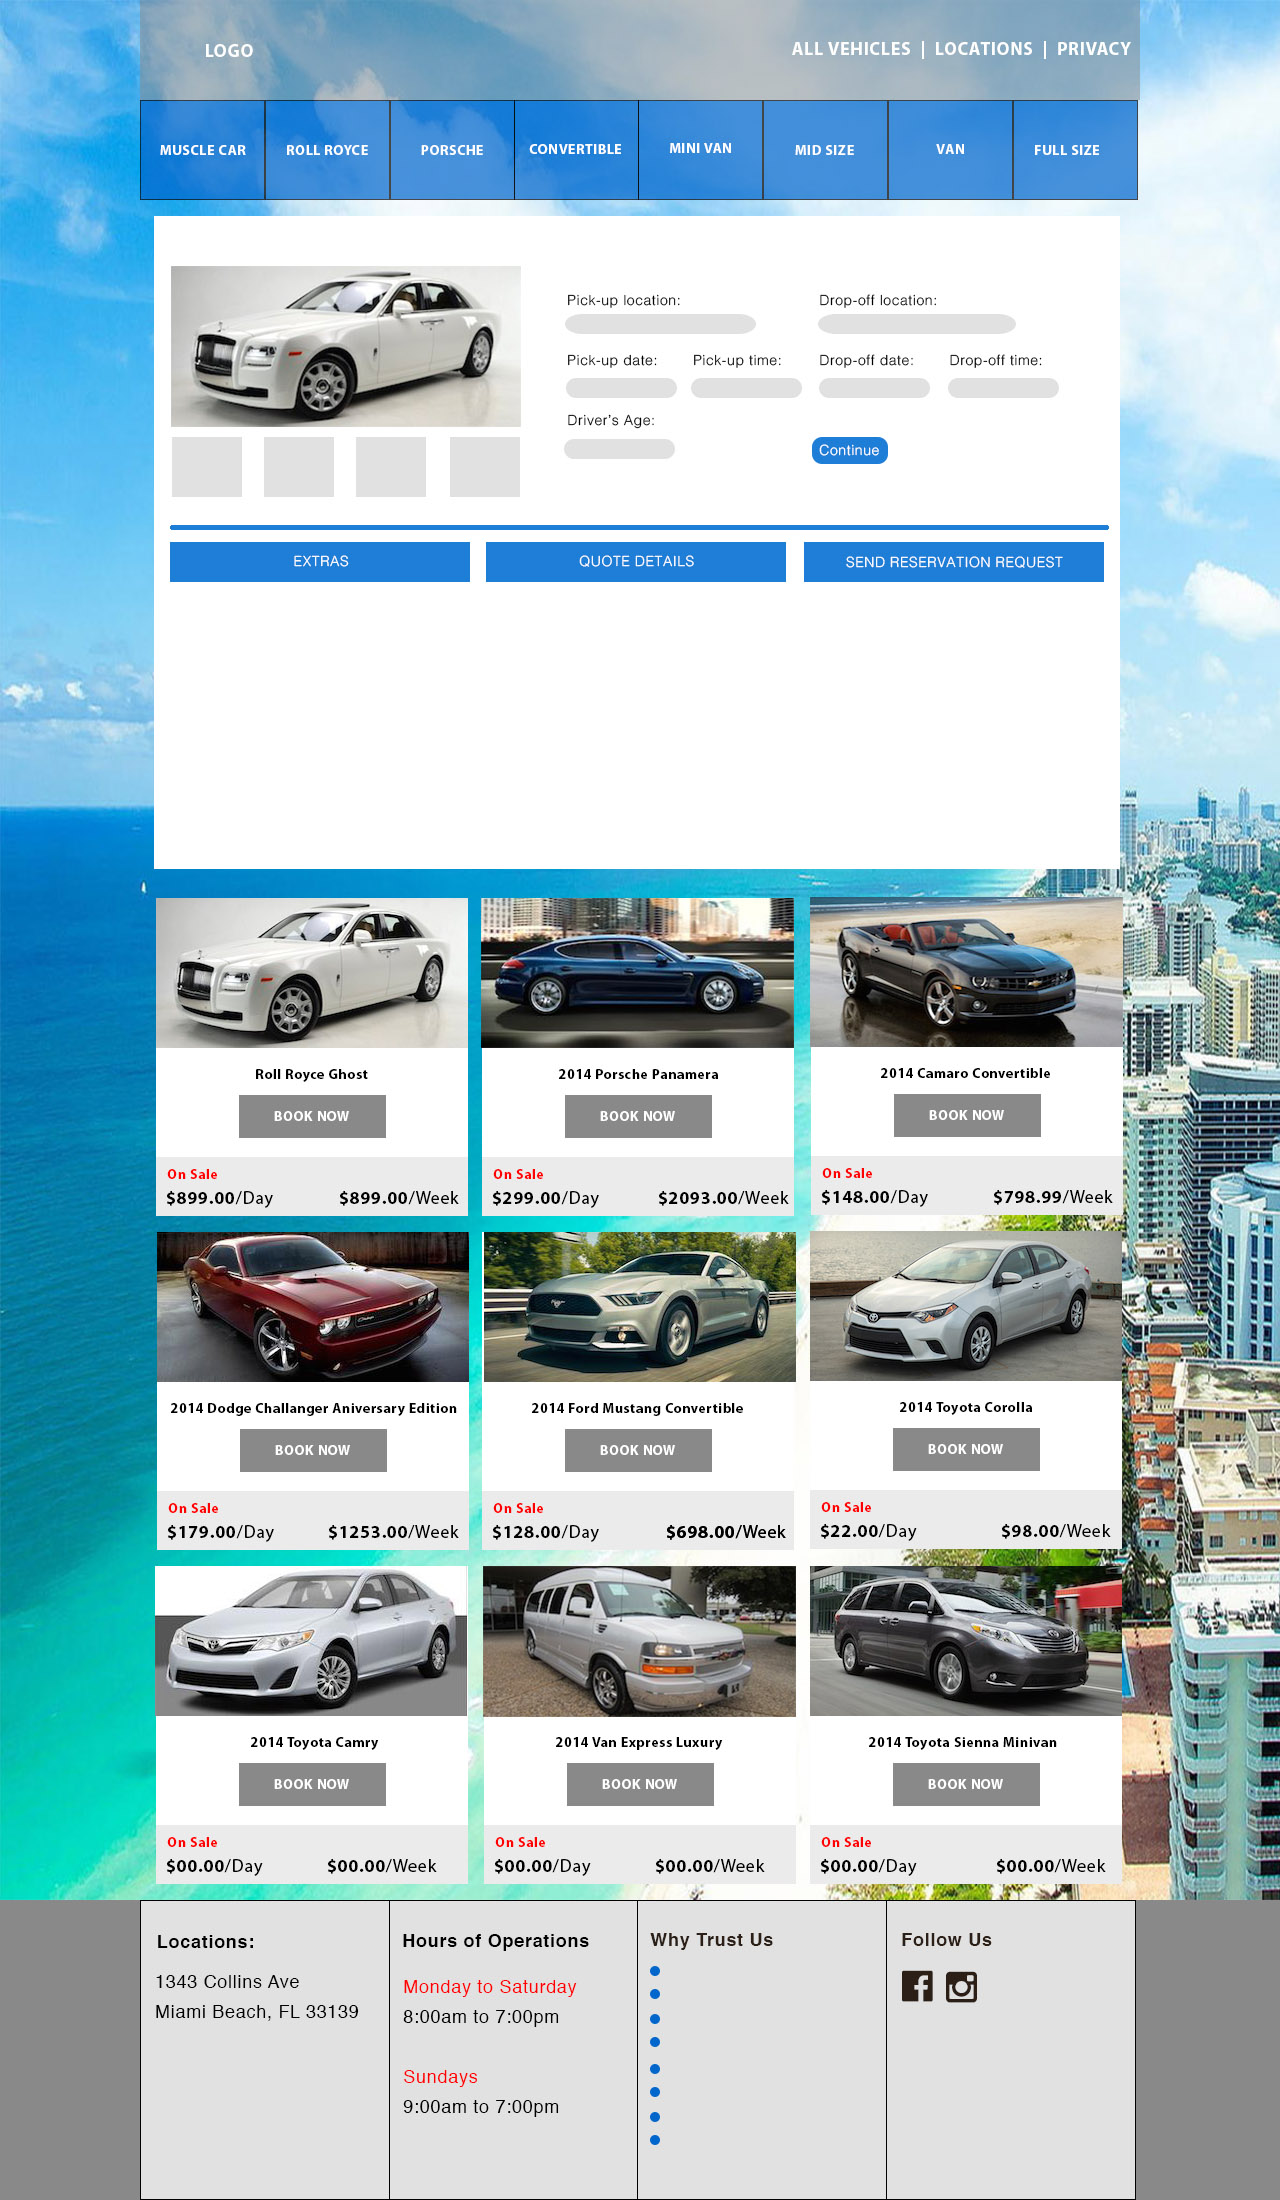 LOGO
ALL VEHICLES | LOCATIONS | PRIVACY
MUSCLE CAR
ROLL ROYCE
PORSCHE
CONVERTIBLE
MINI VAN
MID SIZE
VAN
FULL SIZE
Pick-up location:
Drop-off location:
Pick-up date:
Pick-up time:
Drop-off date:
Drop-off time:
Driver's Age:
Continue
EXTRAS
QUOTE DETAILS
SEND RESERVATION REQUEST
Roll Royce Ghost
BOOK NOW
On Sale
$899.00/Day
$899.00/Week
2014 Porsche Panamera
BOOK NOW
On Sale
$299.00/Day
$2093.00/Week
2014 Camaro Convertible
BOOK NOW
On Sale
$148.00/Day
$798.99/Week
2014 Dodge Challanger Aniversary Edition
BOOK NOW
On Sale
$179.00/Day
$1253.00/Week
2014 Ford Mustang Convertible
BOOK NOW
On Sale
$128.00/Day
$698.00/Week
2014 Toyota Corolla
BOOK NOW
On Sale
$22.00/Day
$98.00/Week
2014 Toyota Camry
BOOK NOW
On Sale
$00.00/Day
$00.00/Week
2014 Van Express Luxury
BOOK NOW
On Sale
$00.00/Day
$00.00/Week
2014 Toyota Sienna Minivan
BOOK NOW
On Sale
$00.00/Day
$00.00/Week
Locations:
1343 Collins Ave
Miami Beach, FL 33139
Hours of Operations
Monday to Saturday
8:00am to 7:00pm
Sundays
9:00am to 7:00pm
Why Trust Us
Follow Us